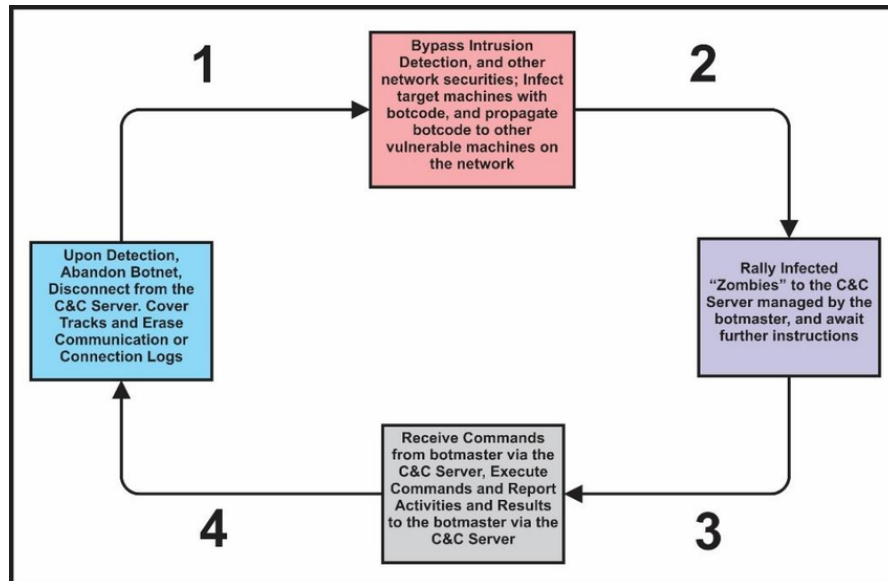 1
Bypass Intrusion
Detection, and other
network securities; Infect
target machines with
botcode, and propagate
botcode to other
vulnerable machines on
the network
2
Upon Detection,
Abandon Botnet,
Disconnect from the
C&C Server. Cover
Tracks and Erase
Communication or
Connection Logs
Rally Infected
“Zombies” to the C&C
Server managed by the
botmaster, and await
further instructions
4
Receive Commands
from botmaster via the
C&C Server, Execute
Commands and Report
Activities and Results
to the botmaster via the
C&C Server
3